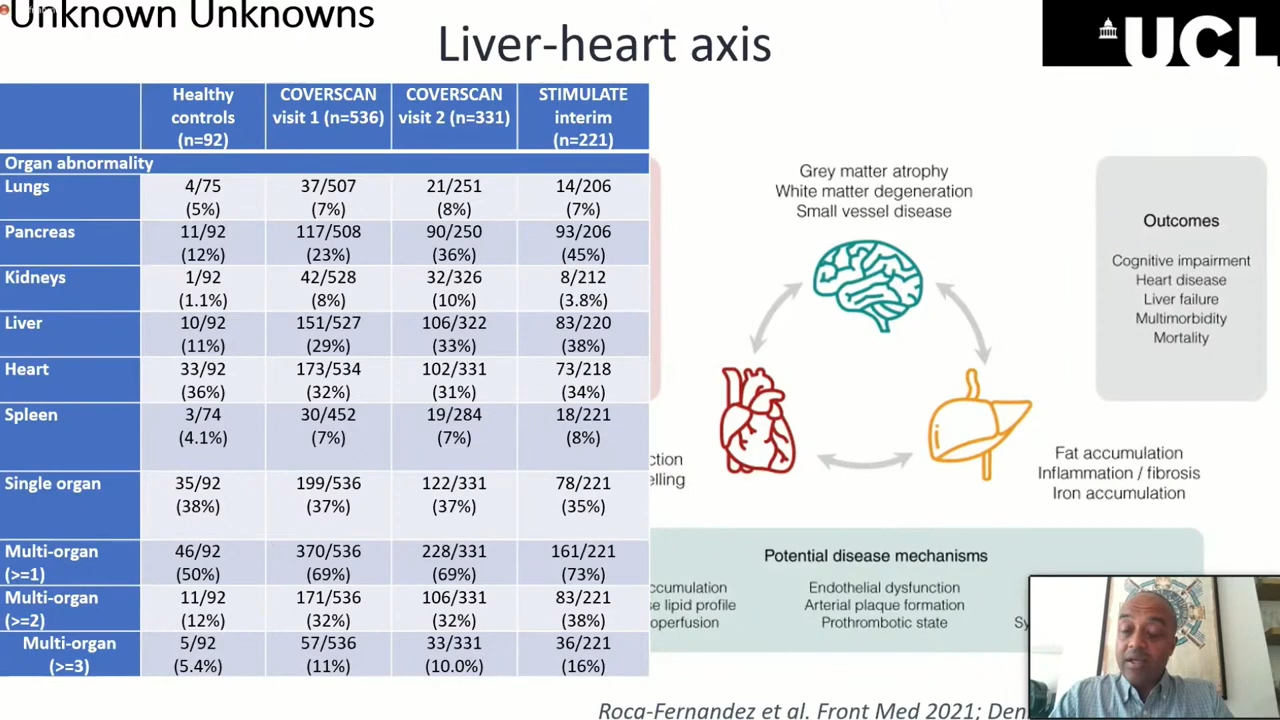 Unknown Unknowns
Liver-heart axis
UCL
Healthy controls (n=92) COVERSCAN visit 1 (n=536) COVERSCAN visit 2 (n=331) STIMULATE interim (n=221)
Organ abnormality
Lungs 4/75 (5%) 37/507 (7%) 21/251 (8%) 14/206 (7%)
Pancreas 11/92 (12%) 117/508 (23%) 90/250 (36%) 93/206 (45%)
Kidneys 1/92 (1.1%) 42/528 (8%) 32/326 (10%) 8/212 (3.8%)
Liver 10/92 (11%) 151/527 (29%) 106/322 (33%) 83/220 (38%)
Heart 33/92 (36%) 173/534 (32%) 102/331 (31%) 73/218 (34%)
Spleen 3/74 (4.1%) 30/452 (7%) 19/284 (7%) 18/221 (8%)
Single organ 35/92 (38%) 199/536 (37%) 122/331 (37%) 78/221 (35%)
Multi-organ (>=1) 46/92 (50%) 370/536 (69%) 228/331 (69%) 161/221 (73%)
Multi-organ (>=2) 11/92 (12%) 171/536 (32%) 106/331 (32%) 83/221 (38%)
Multi-organ (>=3) 5/92 (5.4%) 57/536 (11%) 33/331 (10.0%) 36/221 (16%)
Grey matter atrophy
White matter degeneration
Small vessel disease
Outcomes
Cognitive impairment
Heart disease
Liver failure
Multimorbidity
Mortality
ction
elling
Fat accumulation
Inflammation / fibrosis
Iron accumulation
Potential disease mechanisms
ccumulation
se lipid profile
operfusion
Endothelial dysfunction
Arterial plaque formation
Prothrombotic state
Sy
Roca-Fernandez et al. Front Med 2021; Den